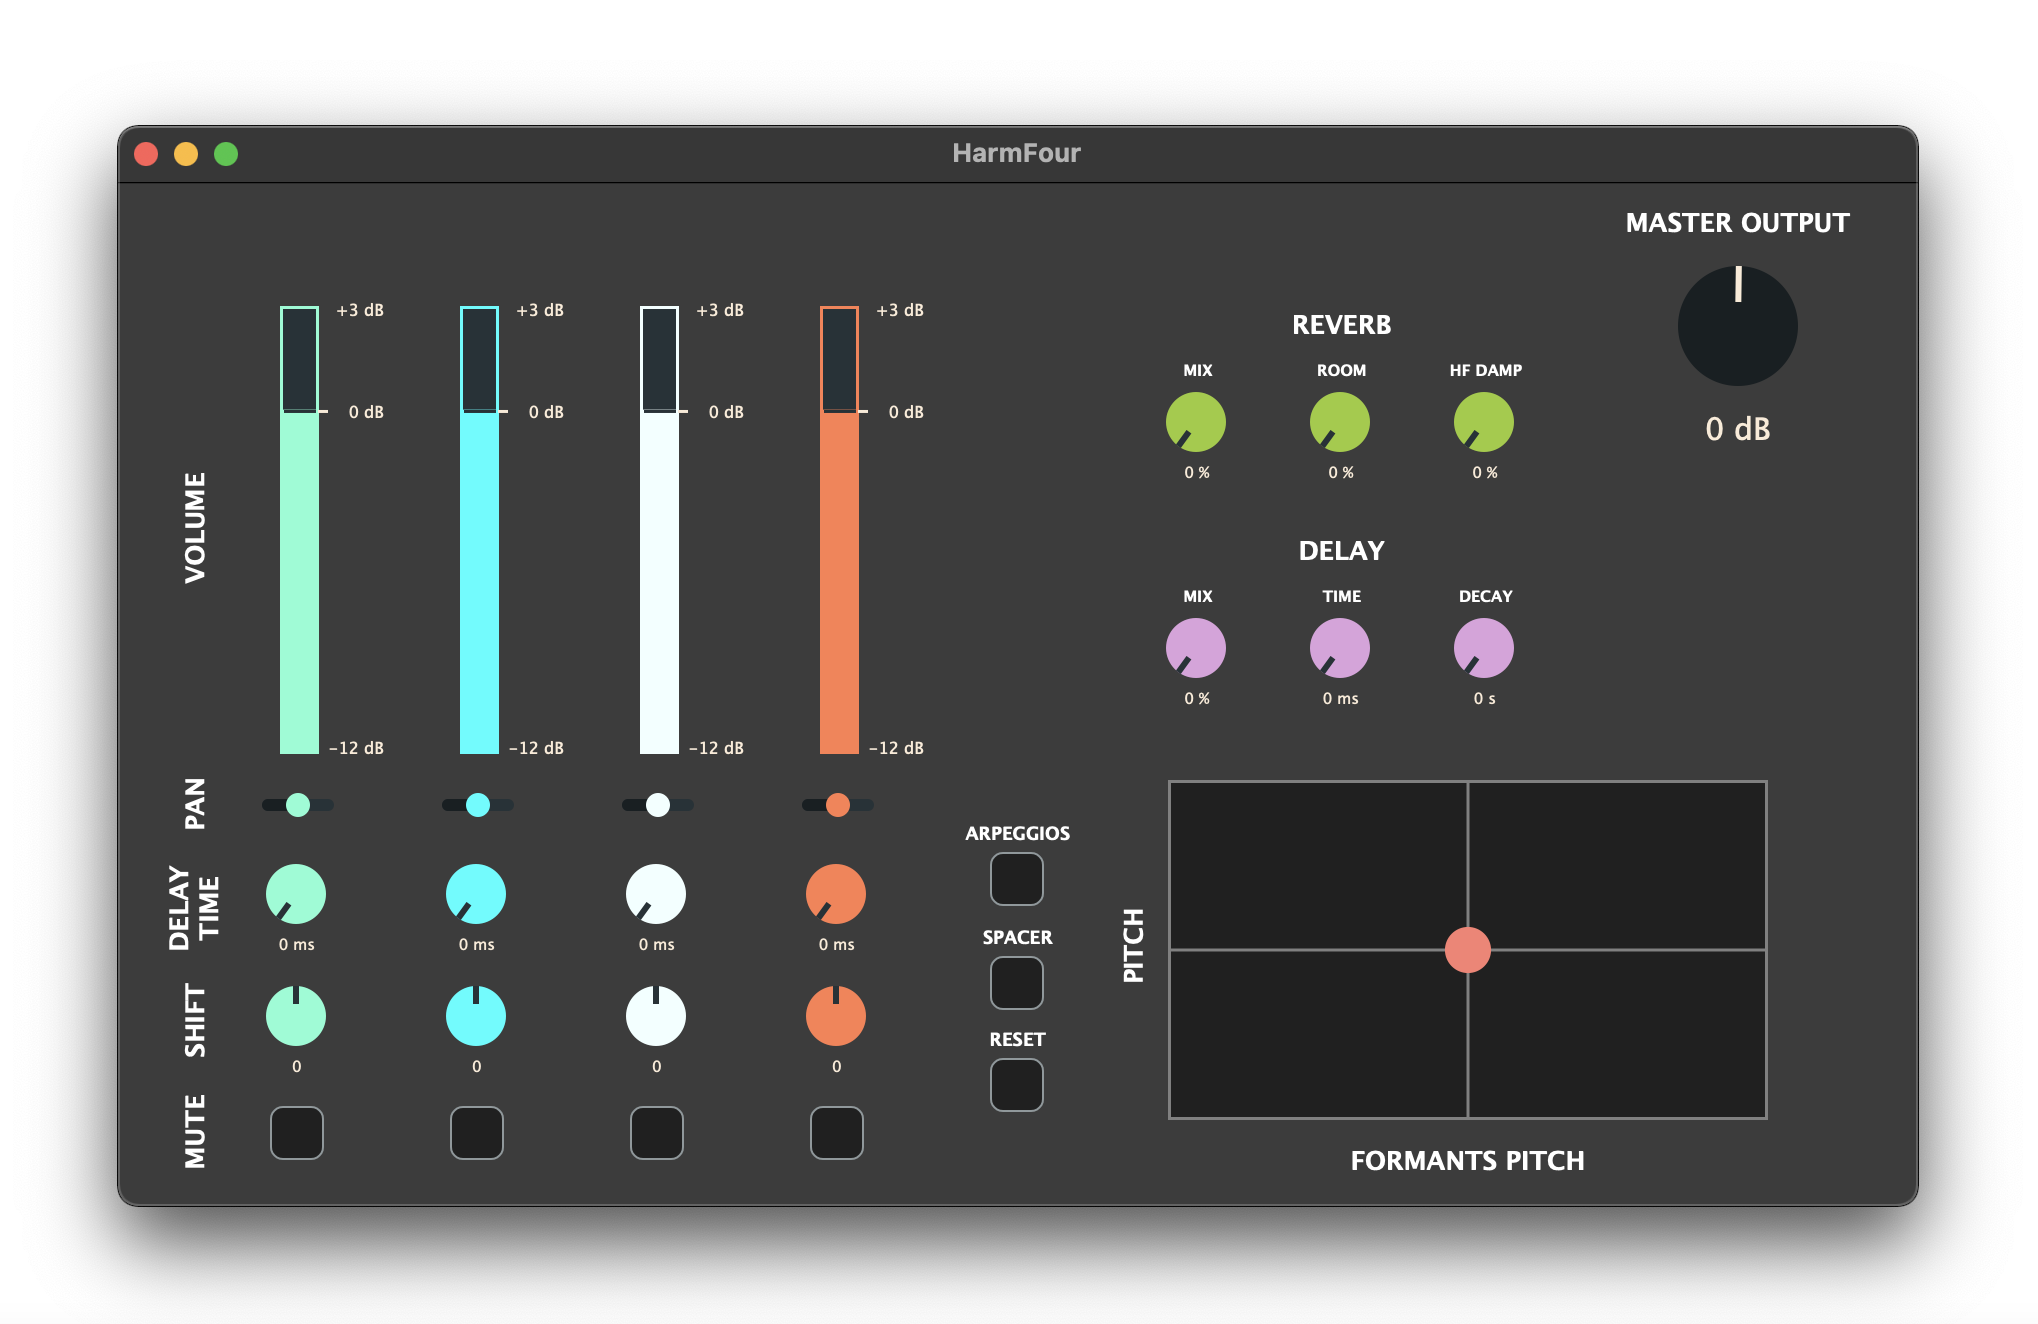 HarmFour
MASTER OUTPUT
0 dB
VOLUME
+3 dB +3 dB +3 dB +3 dB
0 dB 0 dB 0 dB 0 dB
-12 dB -12 dB -12 dB -12 dB
PAN
DELAY
TIME
0 ms 0 ms 0 ms 0 ms
SHIFT
0 0 0 0
MUTE
ARPEGGIOS
SPACER
RESET
REVERB
MIX ROOM HF DAMP
0 % 0 % 0 %
DELAY
MIX TIME DECAY
0 % 0 ms 0 s
PITCH
FORMANTS PITCH